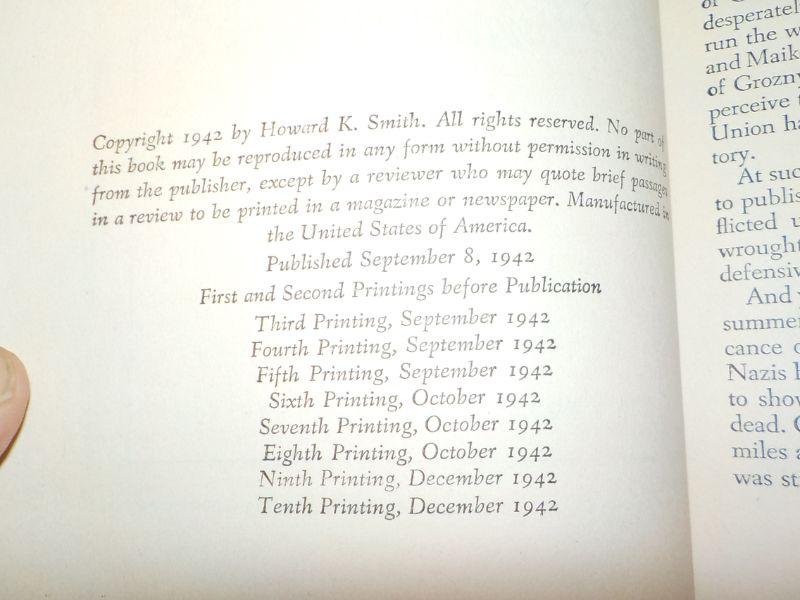 Copyright 1942 by Howard K. Smith. All rights reserved. No part of
this book may be reproduced in any form without permission in writing
from the publisher, except by a reviewer who may quote brief passages
in a review to be printed in a magazine or newspaper. Manufactured in
the United States of America.
Published September 8, 1942
First and Second Printings before Publication
Third Printing, September 1942
Fourth Printing, September 1942
Fifth Printing, September 1942
Sixth Printing, October 1942
Seventh Printing, October 1942
Eighth Printing, October 1942
Ninth Printing, December 1942
Tenth Printing, December 1942
of
desperatel
run the w
and Maik
of Grozny
perceive
Union ha
tory.
At suc
to publis
flicted u
wrought
defensiv
And
summe
cance o
Nazis
to sho
dead.
miles a
was st